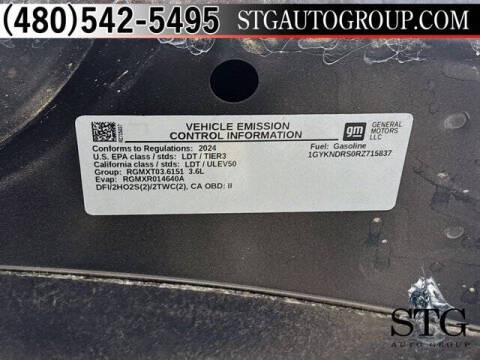 (480)-542-5495
STGAUTOGROUP.COM
VEHICLE EMISSION
CONTROL INFORMATION
gm
GENERAL
MOTORS
LLC
Conforms to Regulations: 2024
Fuel: Gasoline
U.S. EPA class / stds: LDT / TIER3
1GYKNDRS0RZ715837
California class / stds: LDT / ULEV50
Group: RGMXT03.6151 3.6L
Evap: RGMXR014640A
DFI/2HO2S(2)/2TWC(2), CA OBD: II
STG
AUTO GROUP